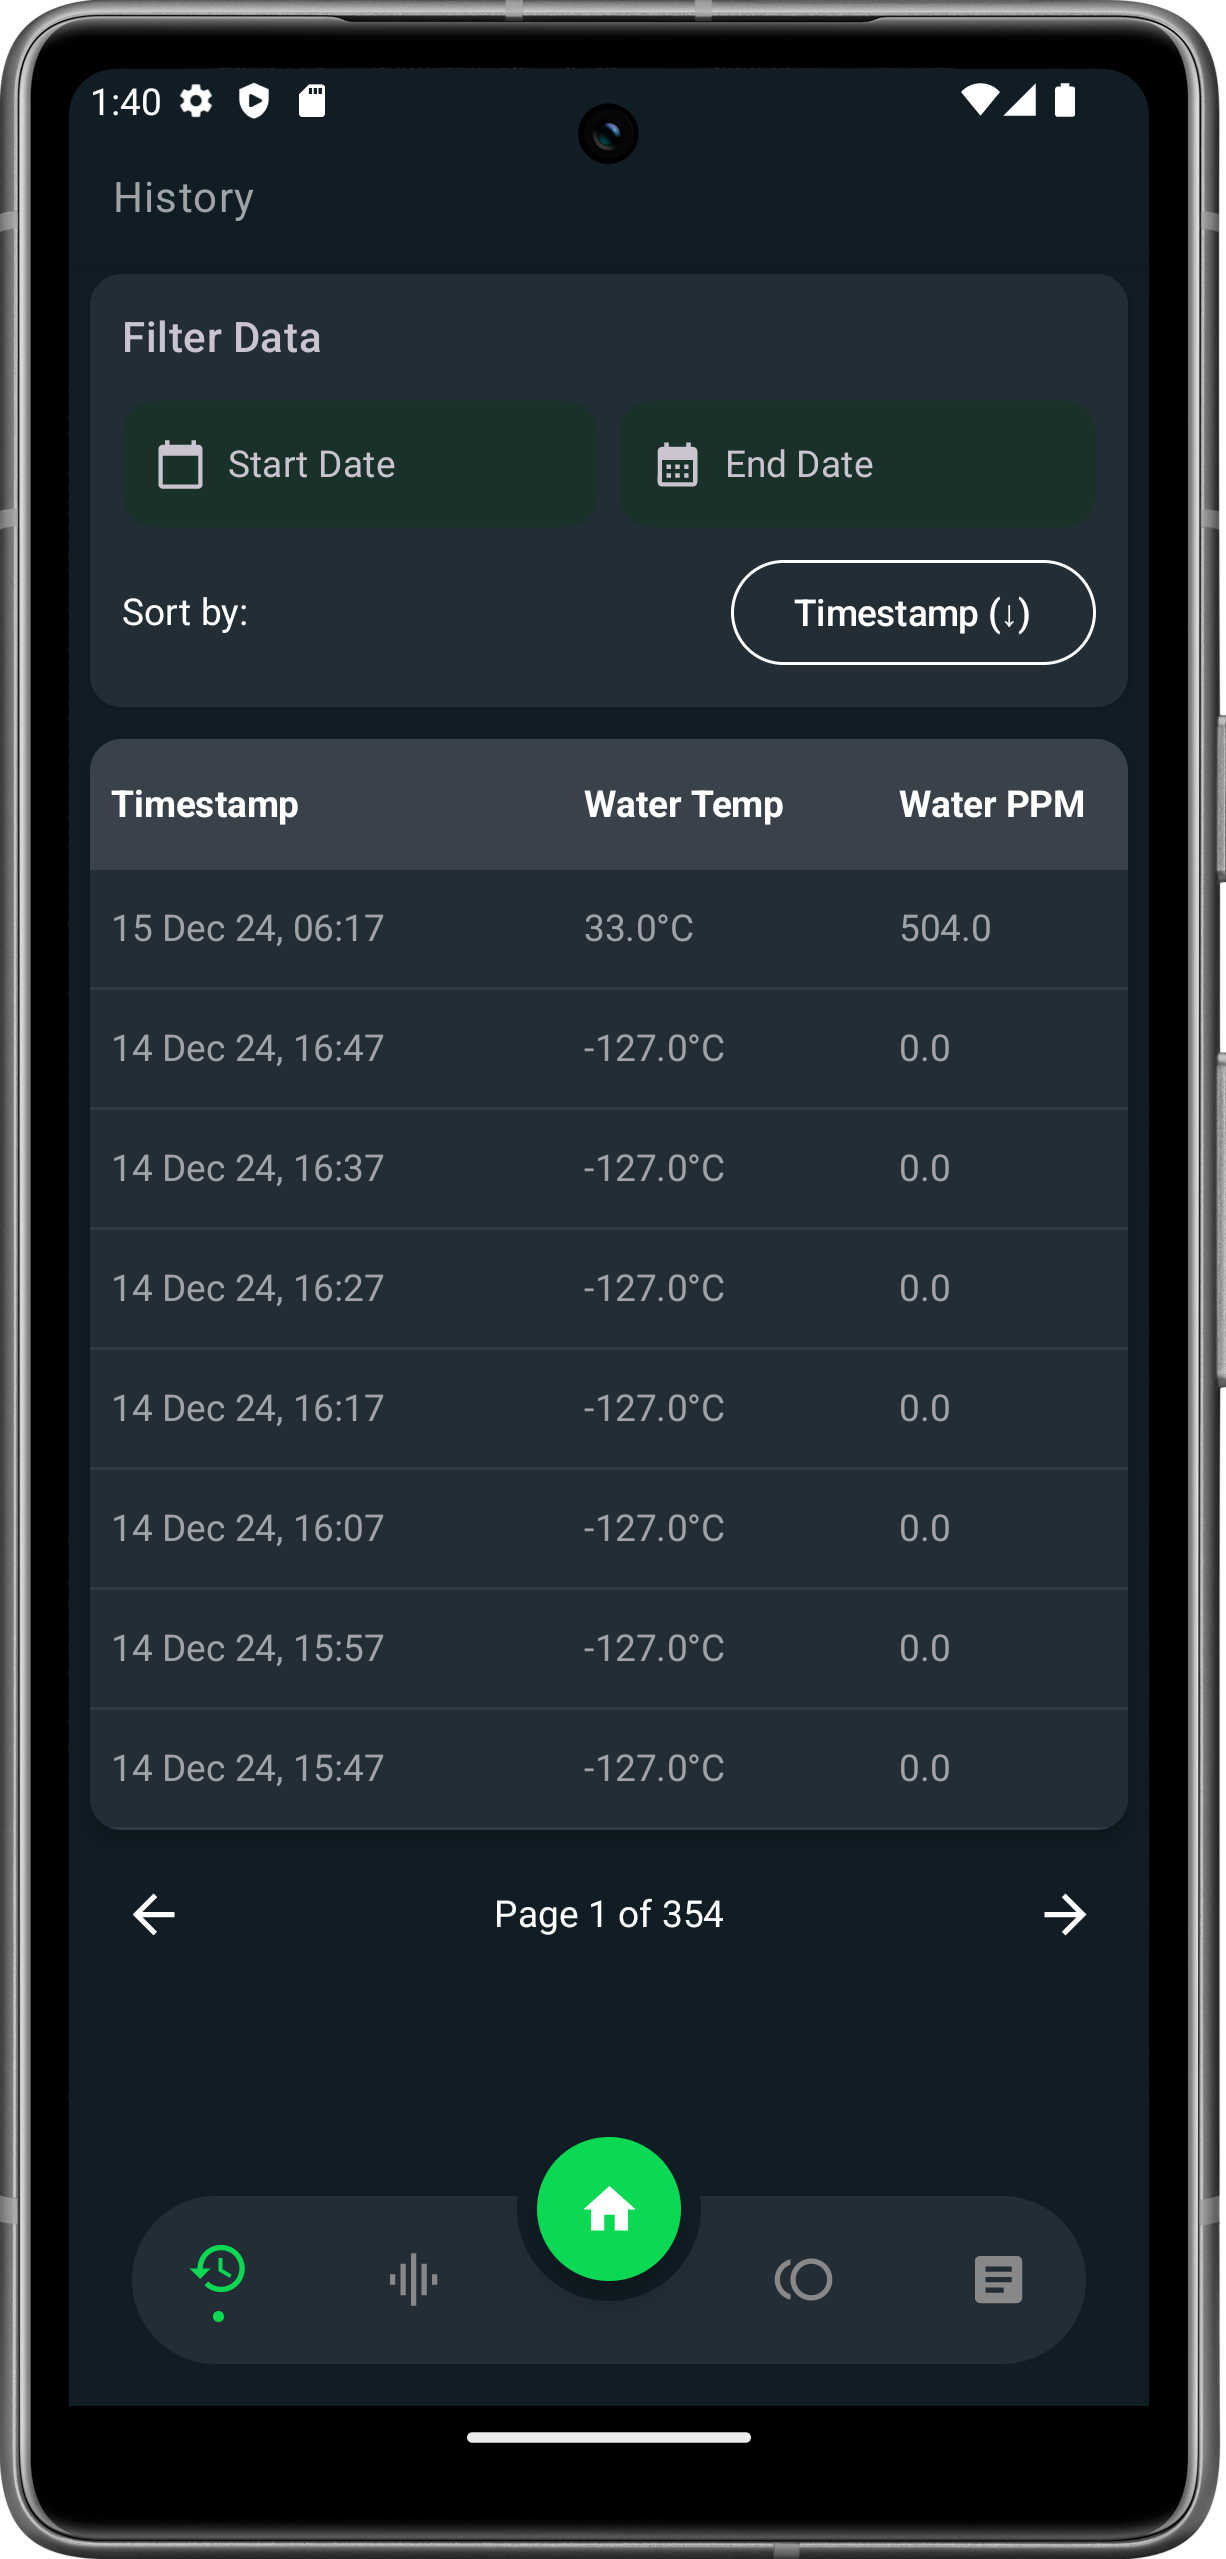 1:40
History
Filter Data
Start Date End Date
Sort by: Timestamp (↓)
Timestamp Water Temp Water PPM
15 Dec 24, 06:17 33.0°C 504.0
14 Dec 24, 16:47 -127.0°C 0.0
14 Dec 24, 16:37 -127.0°C 0.0
14 Dec 24, 16:27 -127.0°C 0.0
14 Dec 24, 16:17 -127.0°C 0.0
14 Dec 24, 16:07 -127.0°C 0.0
14 Dec 24, 15:57 -127.0°C 0.0
14 Dec 24, 15:47 -127.0°C 0.0
Page 1 of 354